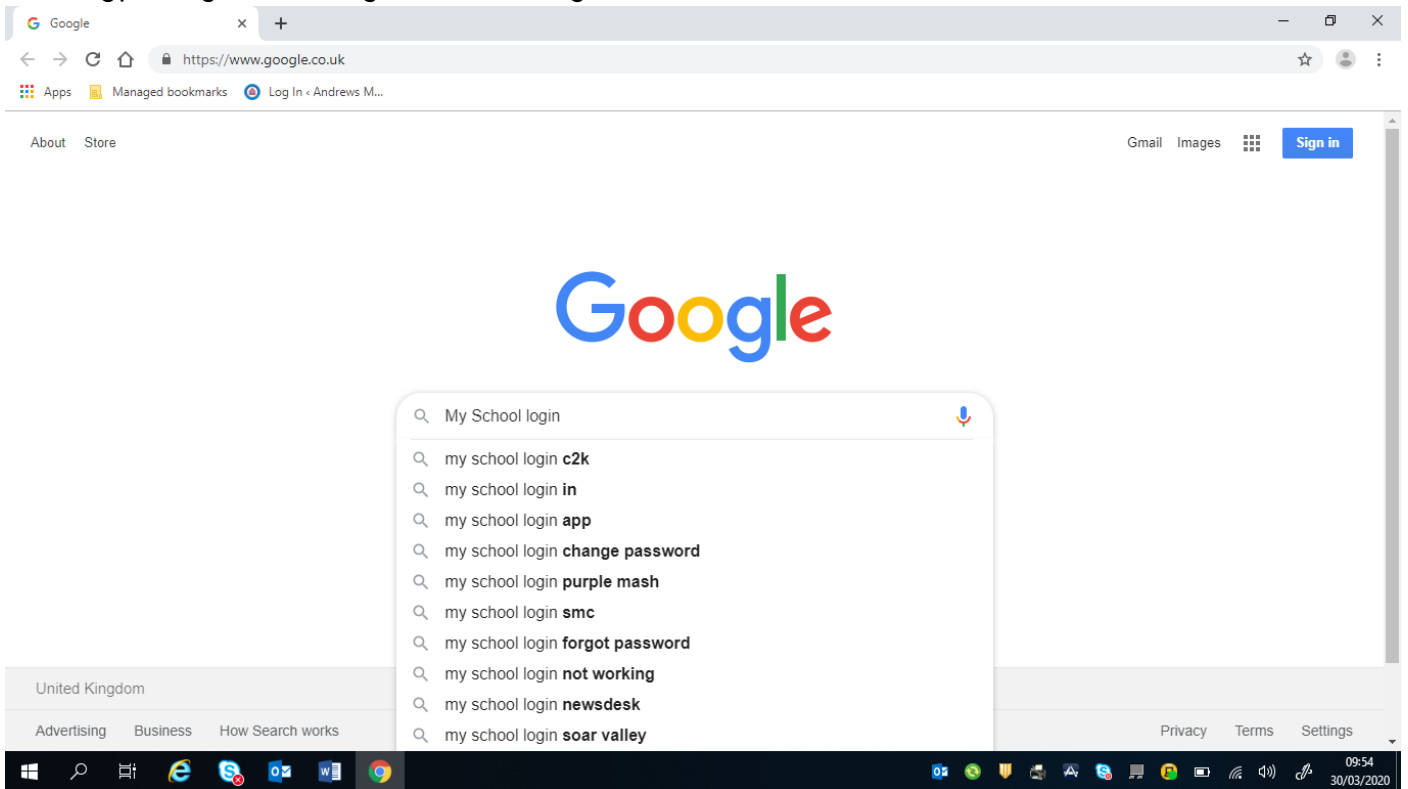 Google
https://www.google.co.uk
Apps Managed bookmarks Log In ‹ Andrews M...
About Store Gmail Images Sign in
Google
My School login
my school login c2k
my school login in
my school login app
my school login change password
my school login purple mash
my school login smc
my school login forgot password
my school login not working
my school login newsdesk
my school login soar valley
United Kingdom
Advertising Business How Search works Privacy Terms Settings
09:54
30/03/2020